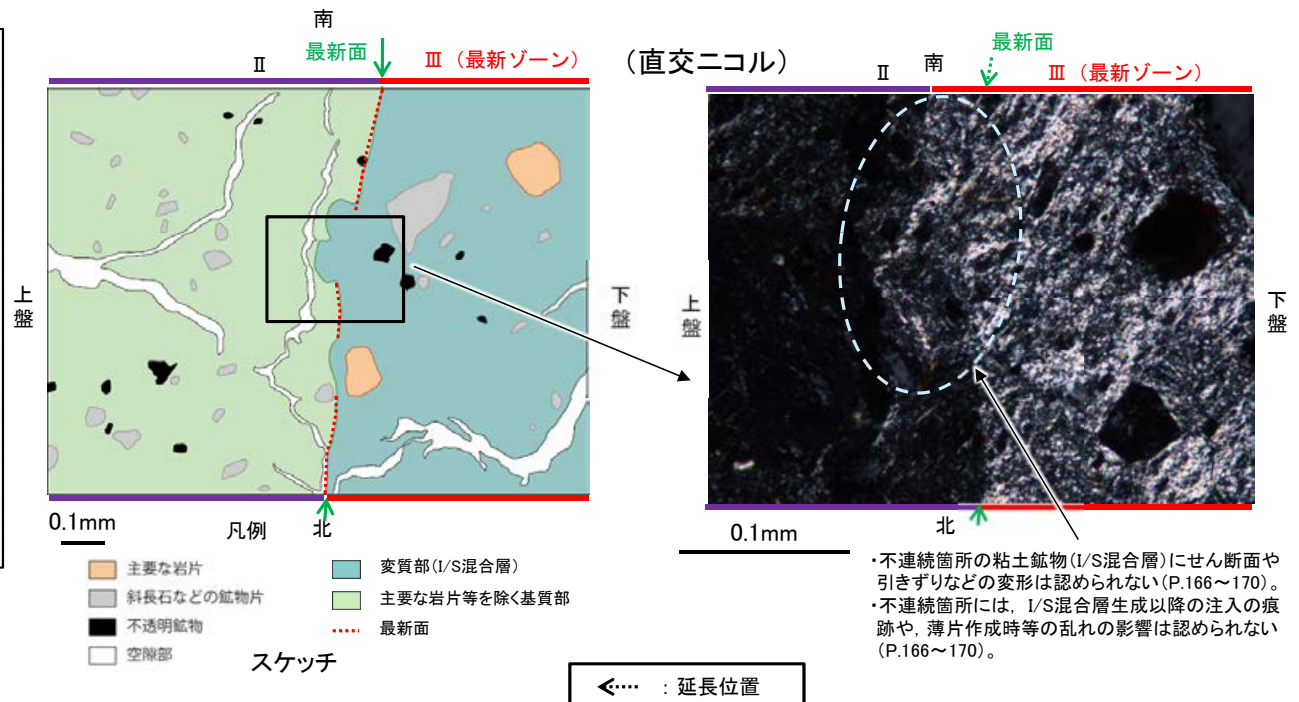 南
最新面
Ⅱ
Ⅲ（最新ゾーン）
上盤
下盤
北
0.1mm
凡例
主要な岩片
斜長石などの鉱物片
不透明鉱物
空隙部
変質部(I/S混合層)
主要な岩片等を除く基質部
最新面
スケッチ
（直交ニコル）
最新面
Ⅱ
南
Ⅲ（最新ゾーン）
上盤
下盤
北
0.1mm
・不連続箇所の粘土鉱物(I/S混合層)にせん断面や
引きずりなどの変形は認められない(P.166～170)。
・不連続箇所には，I/S混合層生成以降の注入の痕
跡や，薄片作成時等の乱れの影響は認められない
(P.166～170)。
：延長位置